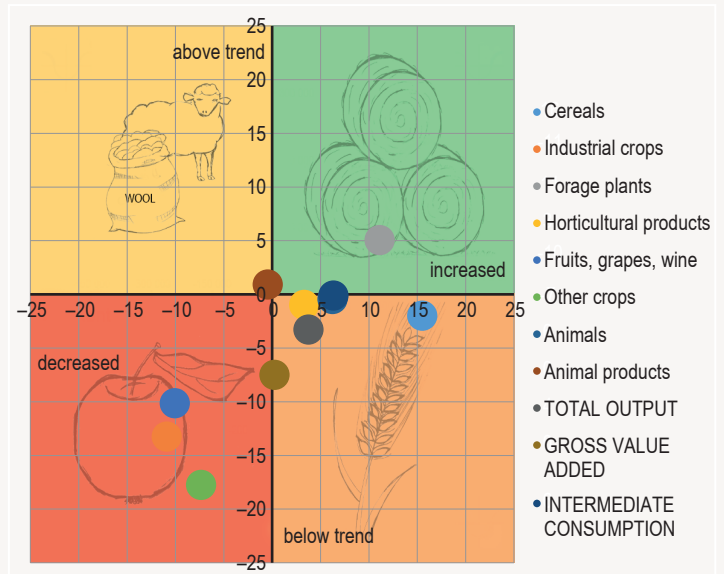 25
above trend
20
15
WOOL
10
5
increased
0
−25 −20 −15 −10 −5 5 10 15 20 25
−5
decreased
−10
−15
−20
below trend
−25
Cereals
Industrial crops
Forage plants
Horticultural products
Fruits, grapes, wine
Other crops
Animals
Animal products
TOTAL OUTPUT
GROSS VALUE
ADDED
INTERMEDIATE
CONSUMPTION